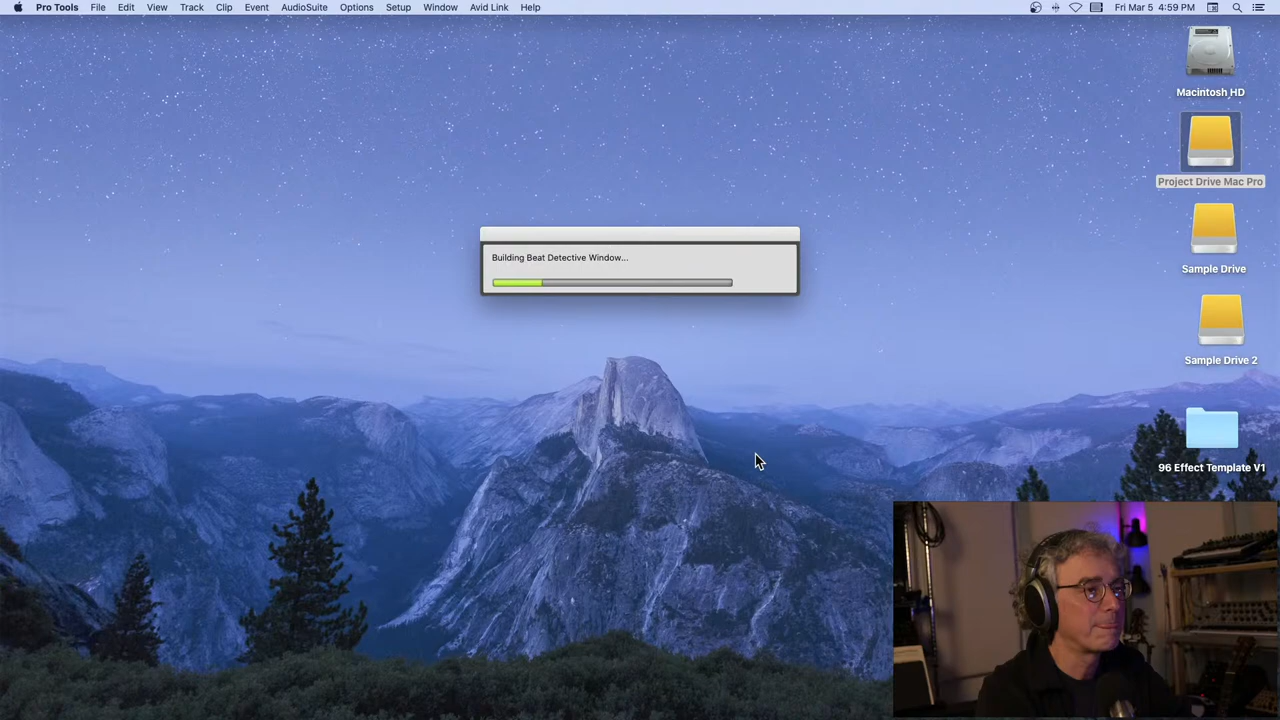 Pro Tools File Edit View Track Clip Event AudioSuite Options Setup Window Avid Link Help Fri Mar 5 4:59 PM
Macintosh HD
Project Drive Mac Pro
Building Beat Detective Window...
Sample Drive
Sample Drive 2
96 Effect Template V1